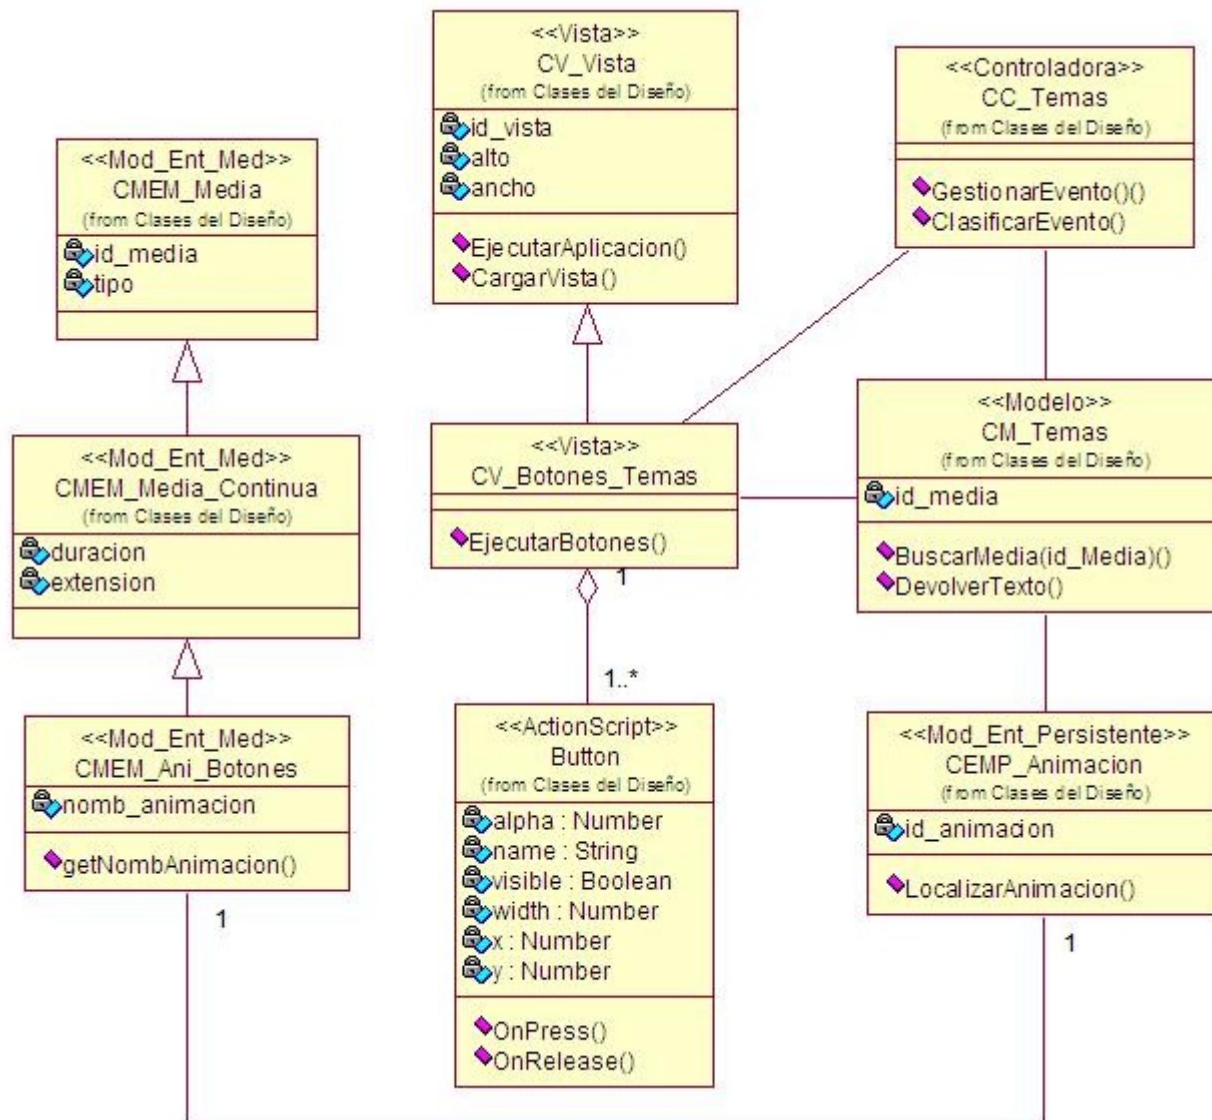 <<Vista>>
CV_Vista
(from Clases del Diseño)
id_vista
alto
ancho
EjecutarAplicacion()
CargarVista()
<<Controladora>>
CC_Temas
(from Clases del Diseño)
GestionarEvento()()
ClasificarEvento()
<<Mod_Ent_Med>>
CMEM_Media
(from Clases del Diseño)
id_media
tipo
<<Mod_Ent_Med>>
CMEM_Media_Continua
(from Clases del Diseño)
duracion
extension
<<Vista>>
CV_Botones_Temas
EjecutarBotones()
1
<<Modelo>>
CM_Temas
(from Clases del Diseño)
id_media
BuscarMedia(id_Media)()
DevolverTexto()
1..*
<<Mod_Ent_Med>>
CMEM_Ani_Botones
nomb_animacion
getNombAnimacion()
1
<<ActionScript>>
Button
(from Clases del Diseño)
alpha : Number
name : String
visible : Boolean
width : Number
x : Number
y : Number
OnPress()
OnRelease()
<<Mod_Ent_Persistente>>
CEMP_Animacion
(from Clases del Diseño)
id_animacion
LocalizarAnimacion()
1